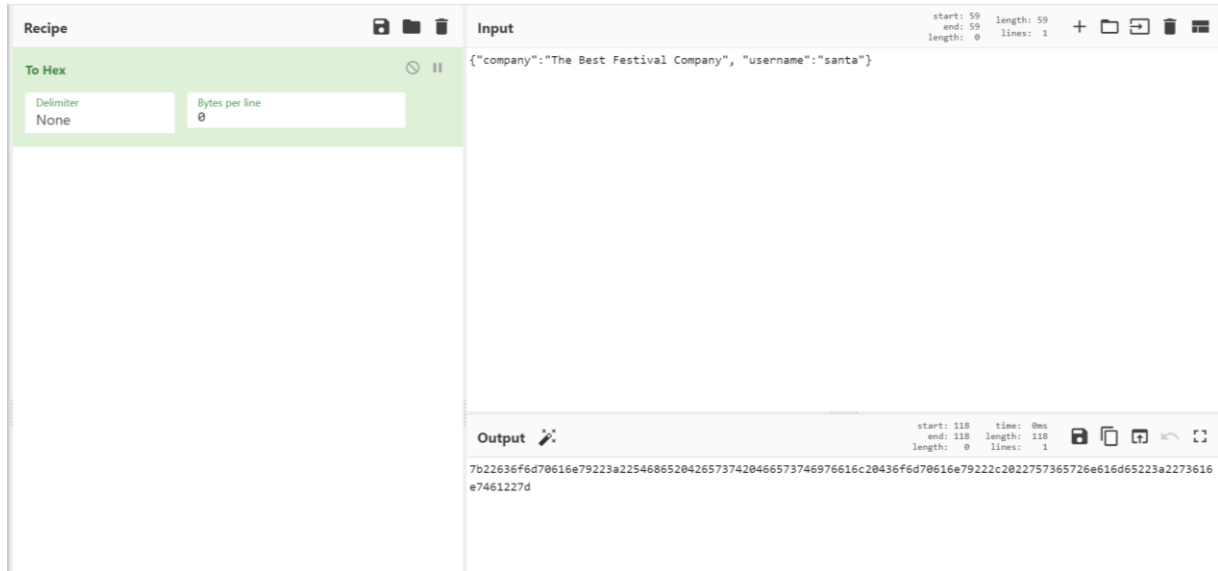 Recipe
To Hex
Delimiter
None
Bytes per line
0
Input
start: 59
end: 59
length: 0
length: 59
lines: 1
{"company":"The Best Festival Company", "username":"santa"}
Output
start: 118
end: 118
length: 0
time: 0ms
length: 118
lines: 1
7b22636f6d70616e79223a22546865204265737420466573746976616c20436f6d70616e79222c2022757365726e616d65223a2273616
e7461227d